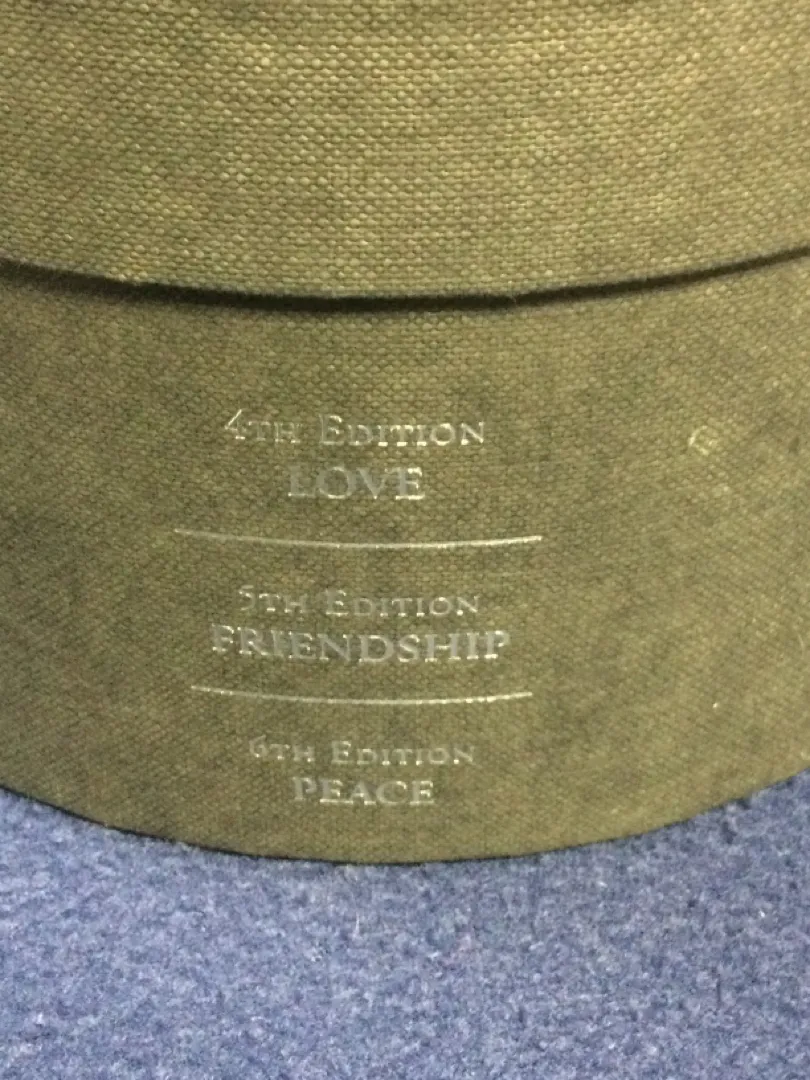 4TH EDITION
LOVE
5TH EDITION
FRIENDSHIP
6TH EDITION
PEACE